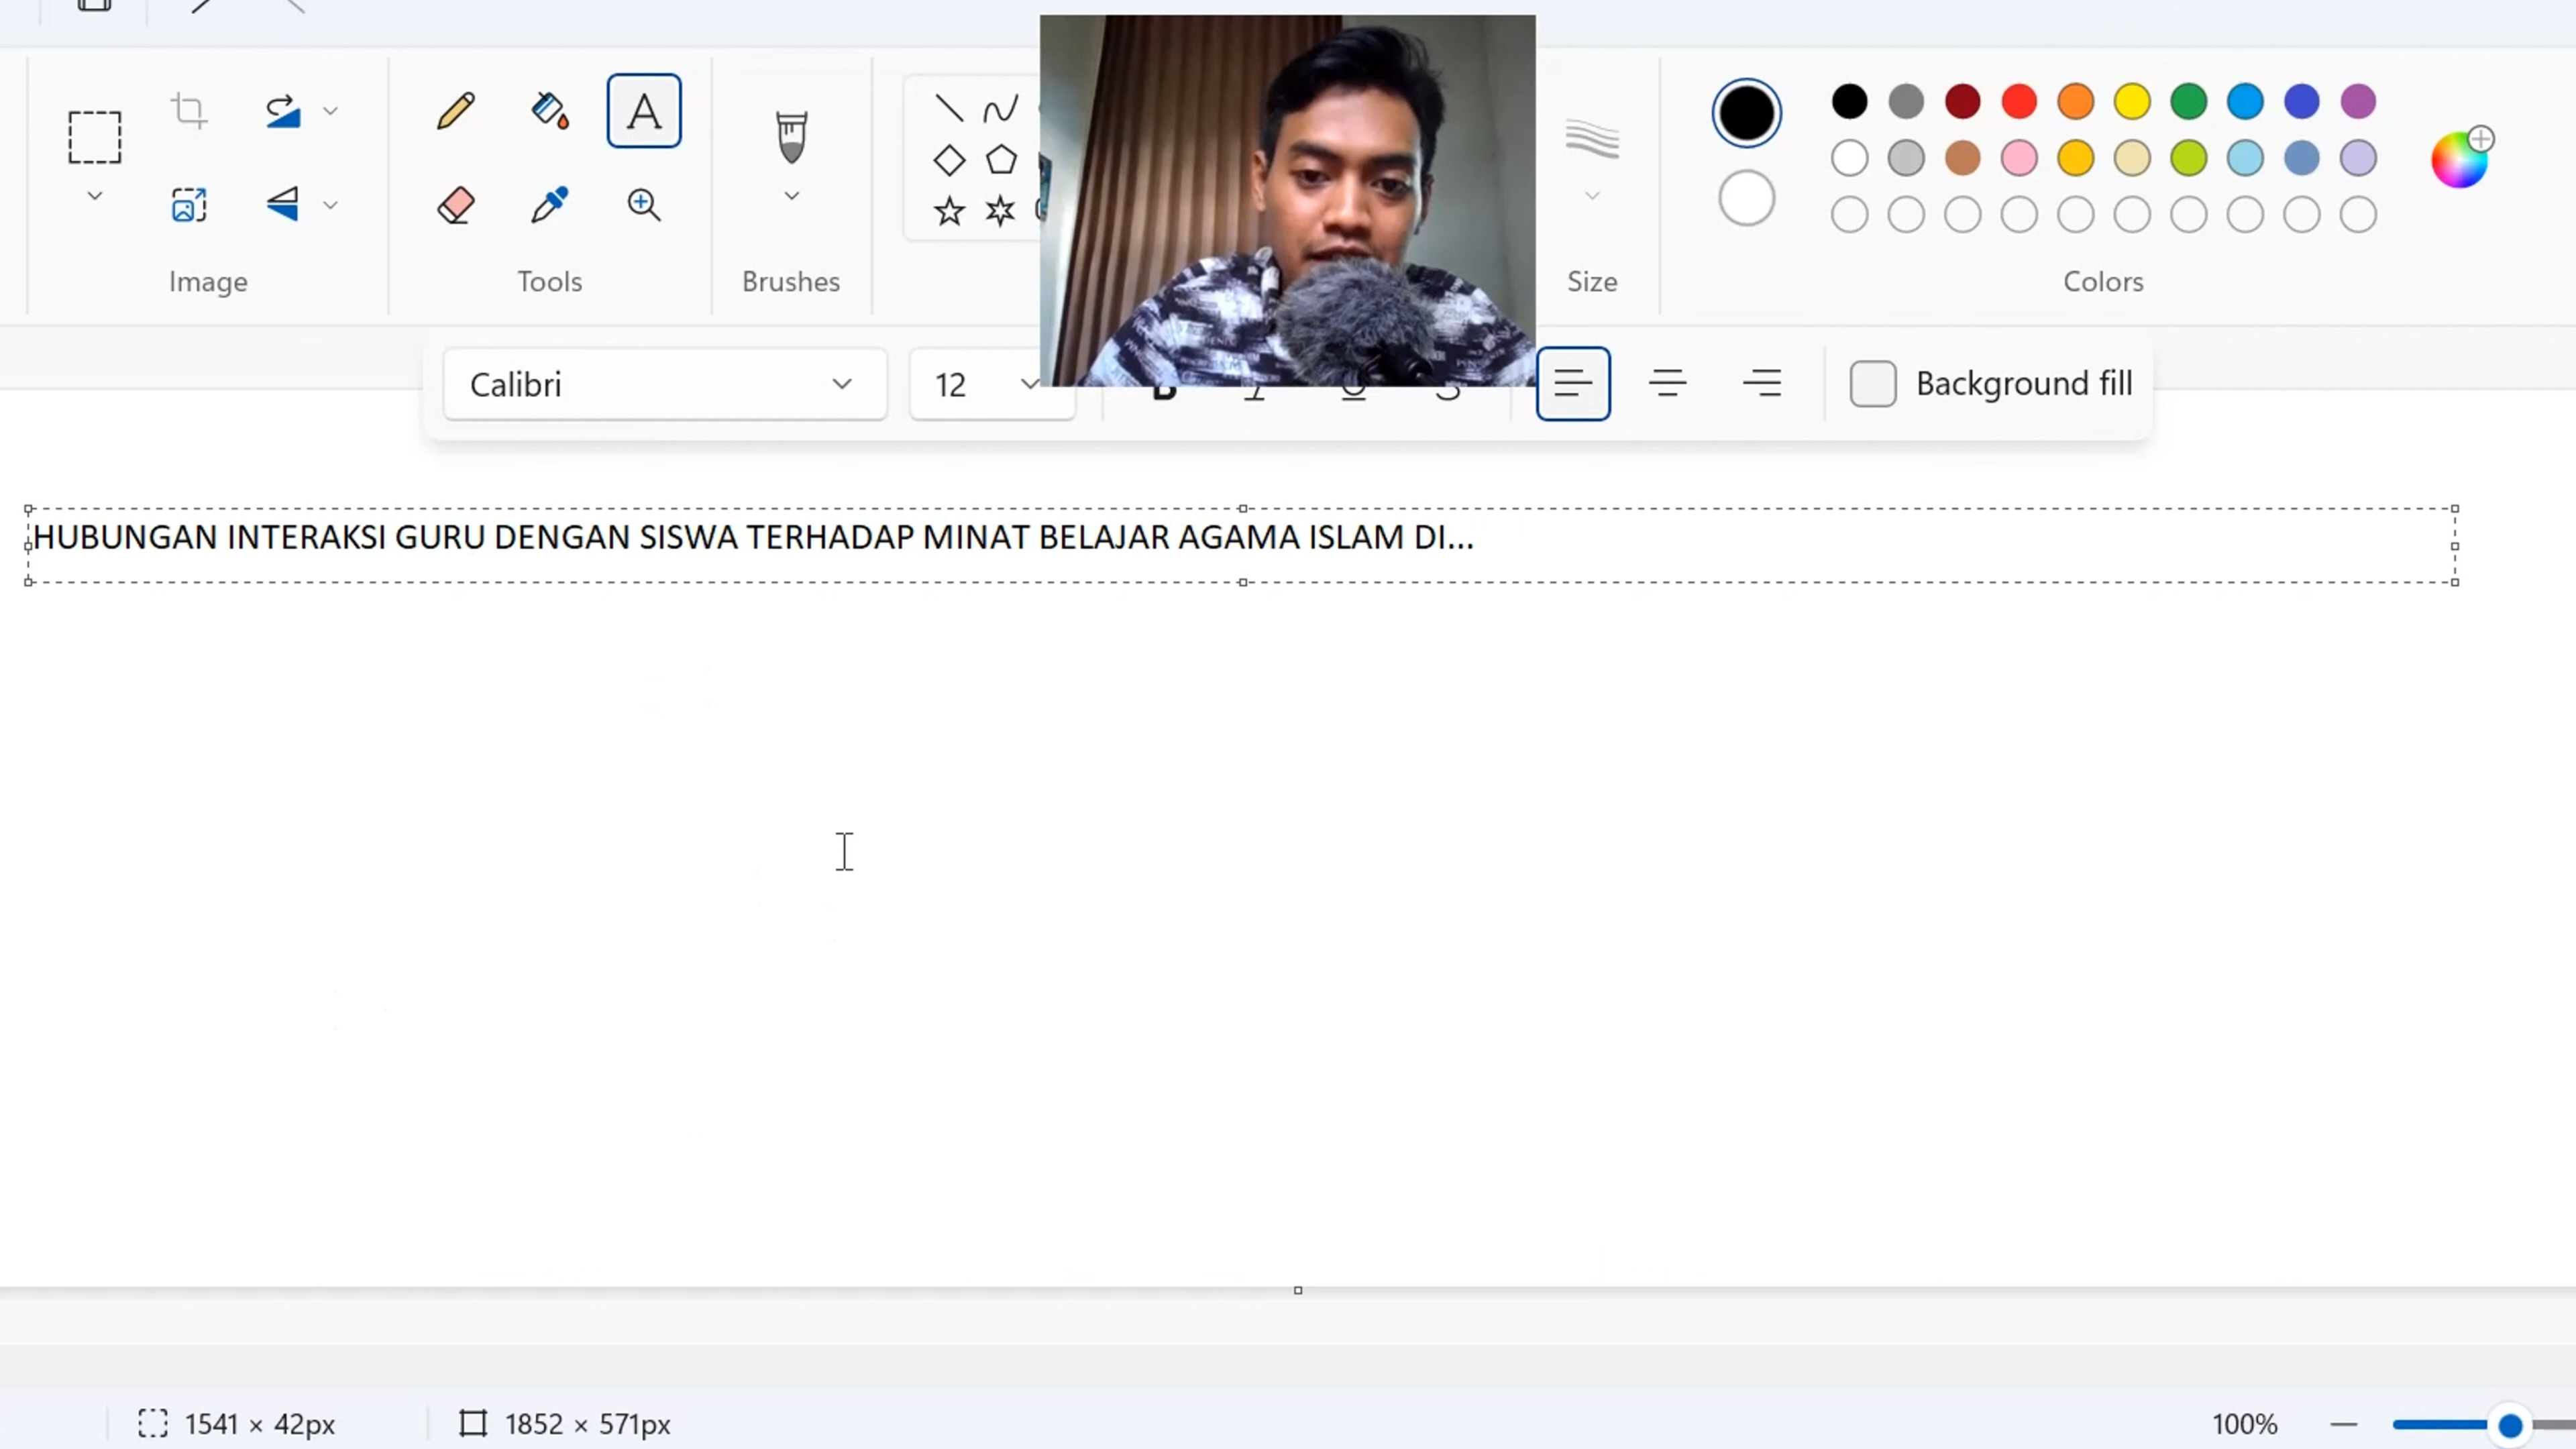 Image
Tools
Brushes
Size
Colors
Calibri
12
Background fill
HUBUNGAN INTERAKSI GURU DENGAN SISWA TERHADAP MINAT BELAJAR AGAMA ISLAM DI...
1541 × 42px
1852 × 571px
100%